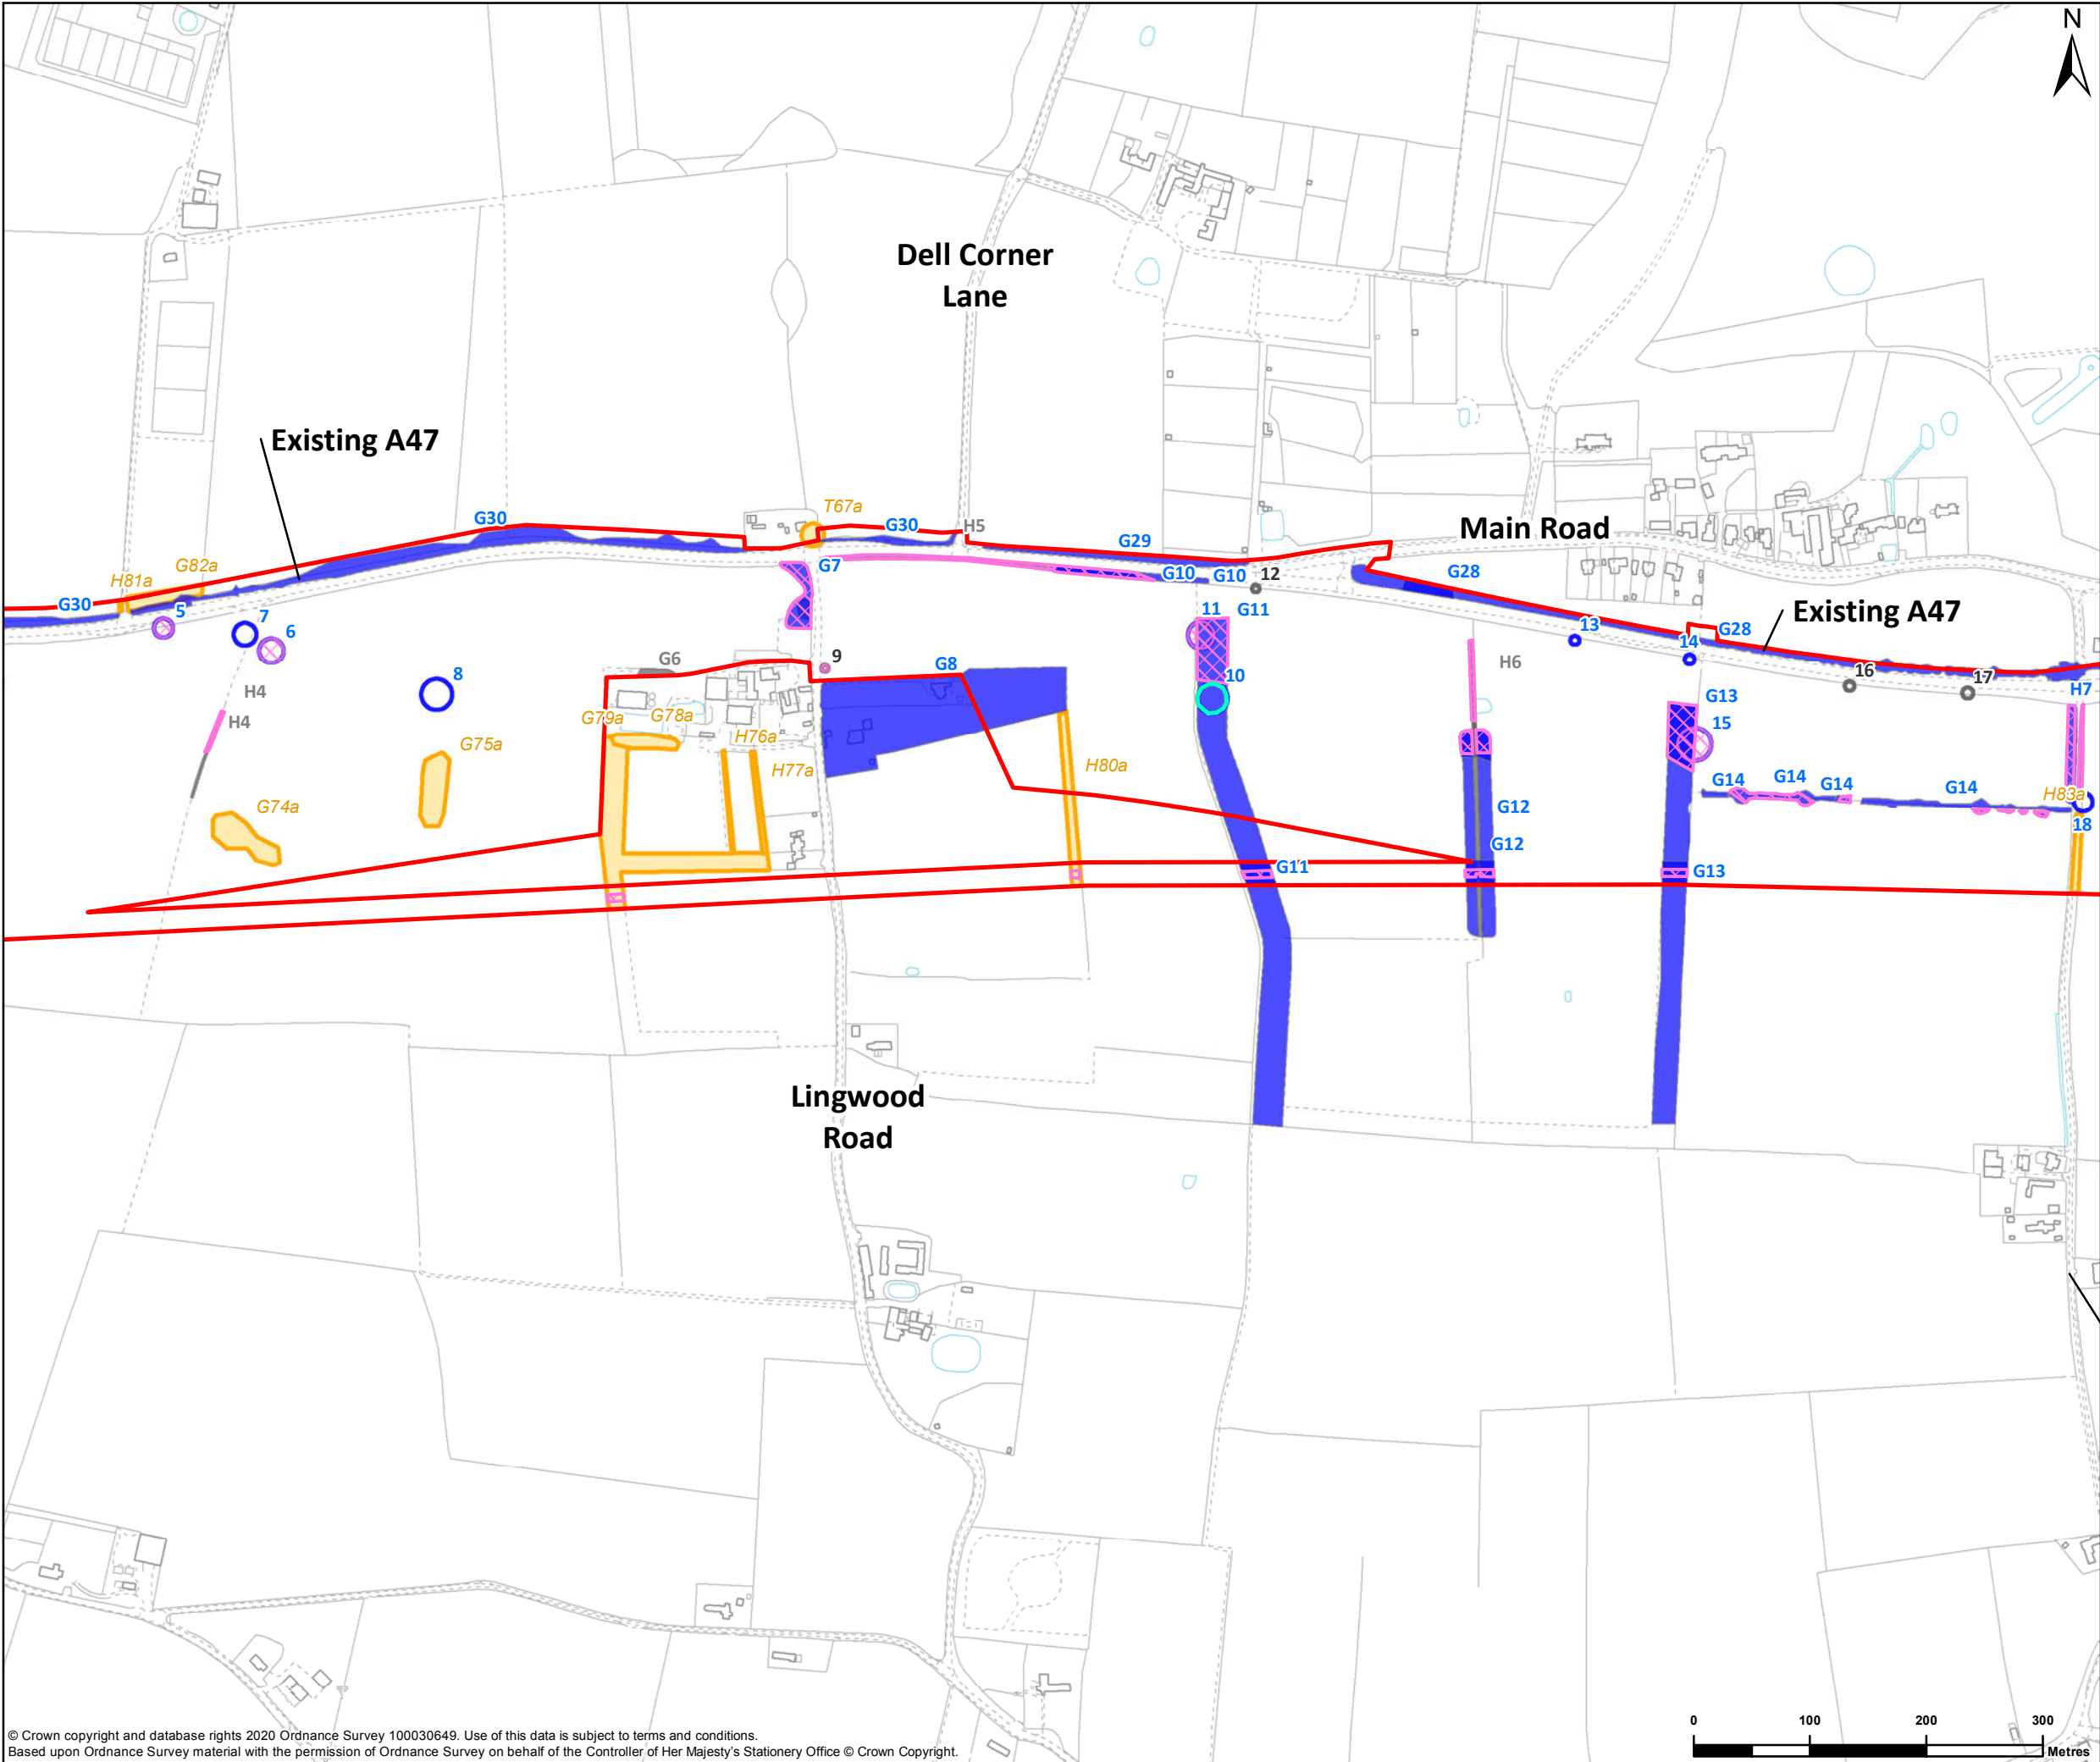 N
Dell Corner
Lane
Existing A47
G30
T67a
G30
H5
Main Road
G29
G82a
H81a
G7
G10
G10
12
G28
G30
5
7
6
11
G11
Existing A47
13
G28
14
G6
9
G8
H6
10
8
16
17
H4
H4
G13
H7
15
G79a
G78a
H76a
G75a
H77a
H80a
G14
G14
G14
G14
H83a
G74a
G12
18
G12
G11
G13
Lingwood
Road
0 100 200 300
Metres
© Crown copyright and database rights 2020 Ordnance Survey 100030649. Use of this data is subject to terms and conditions.
Based upon Ordnance Survey material with the permission of Ordnance Survey on behalf of the Controller of Her Majesty's Stationery Office © Crown Copyright.